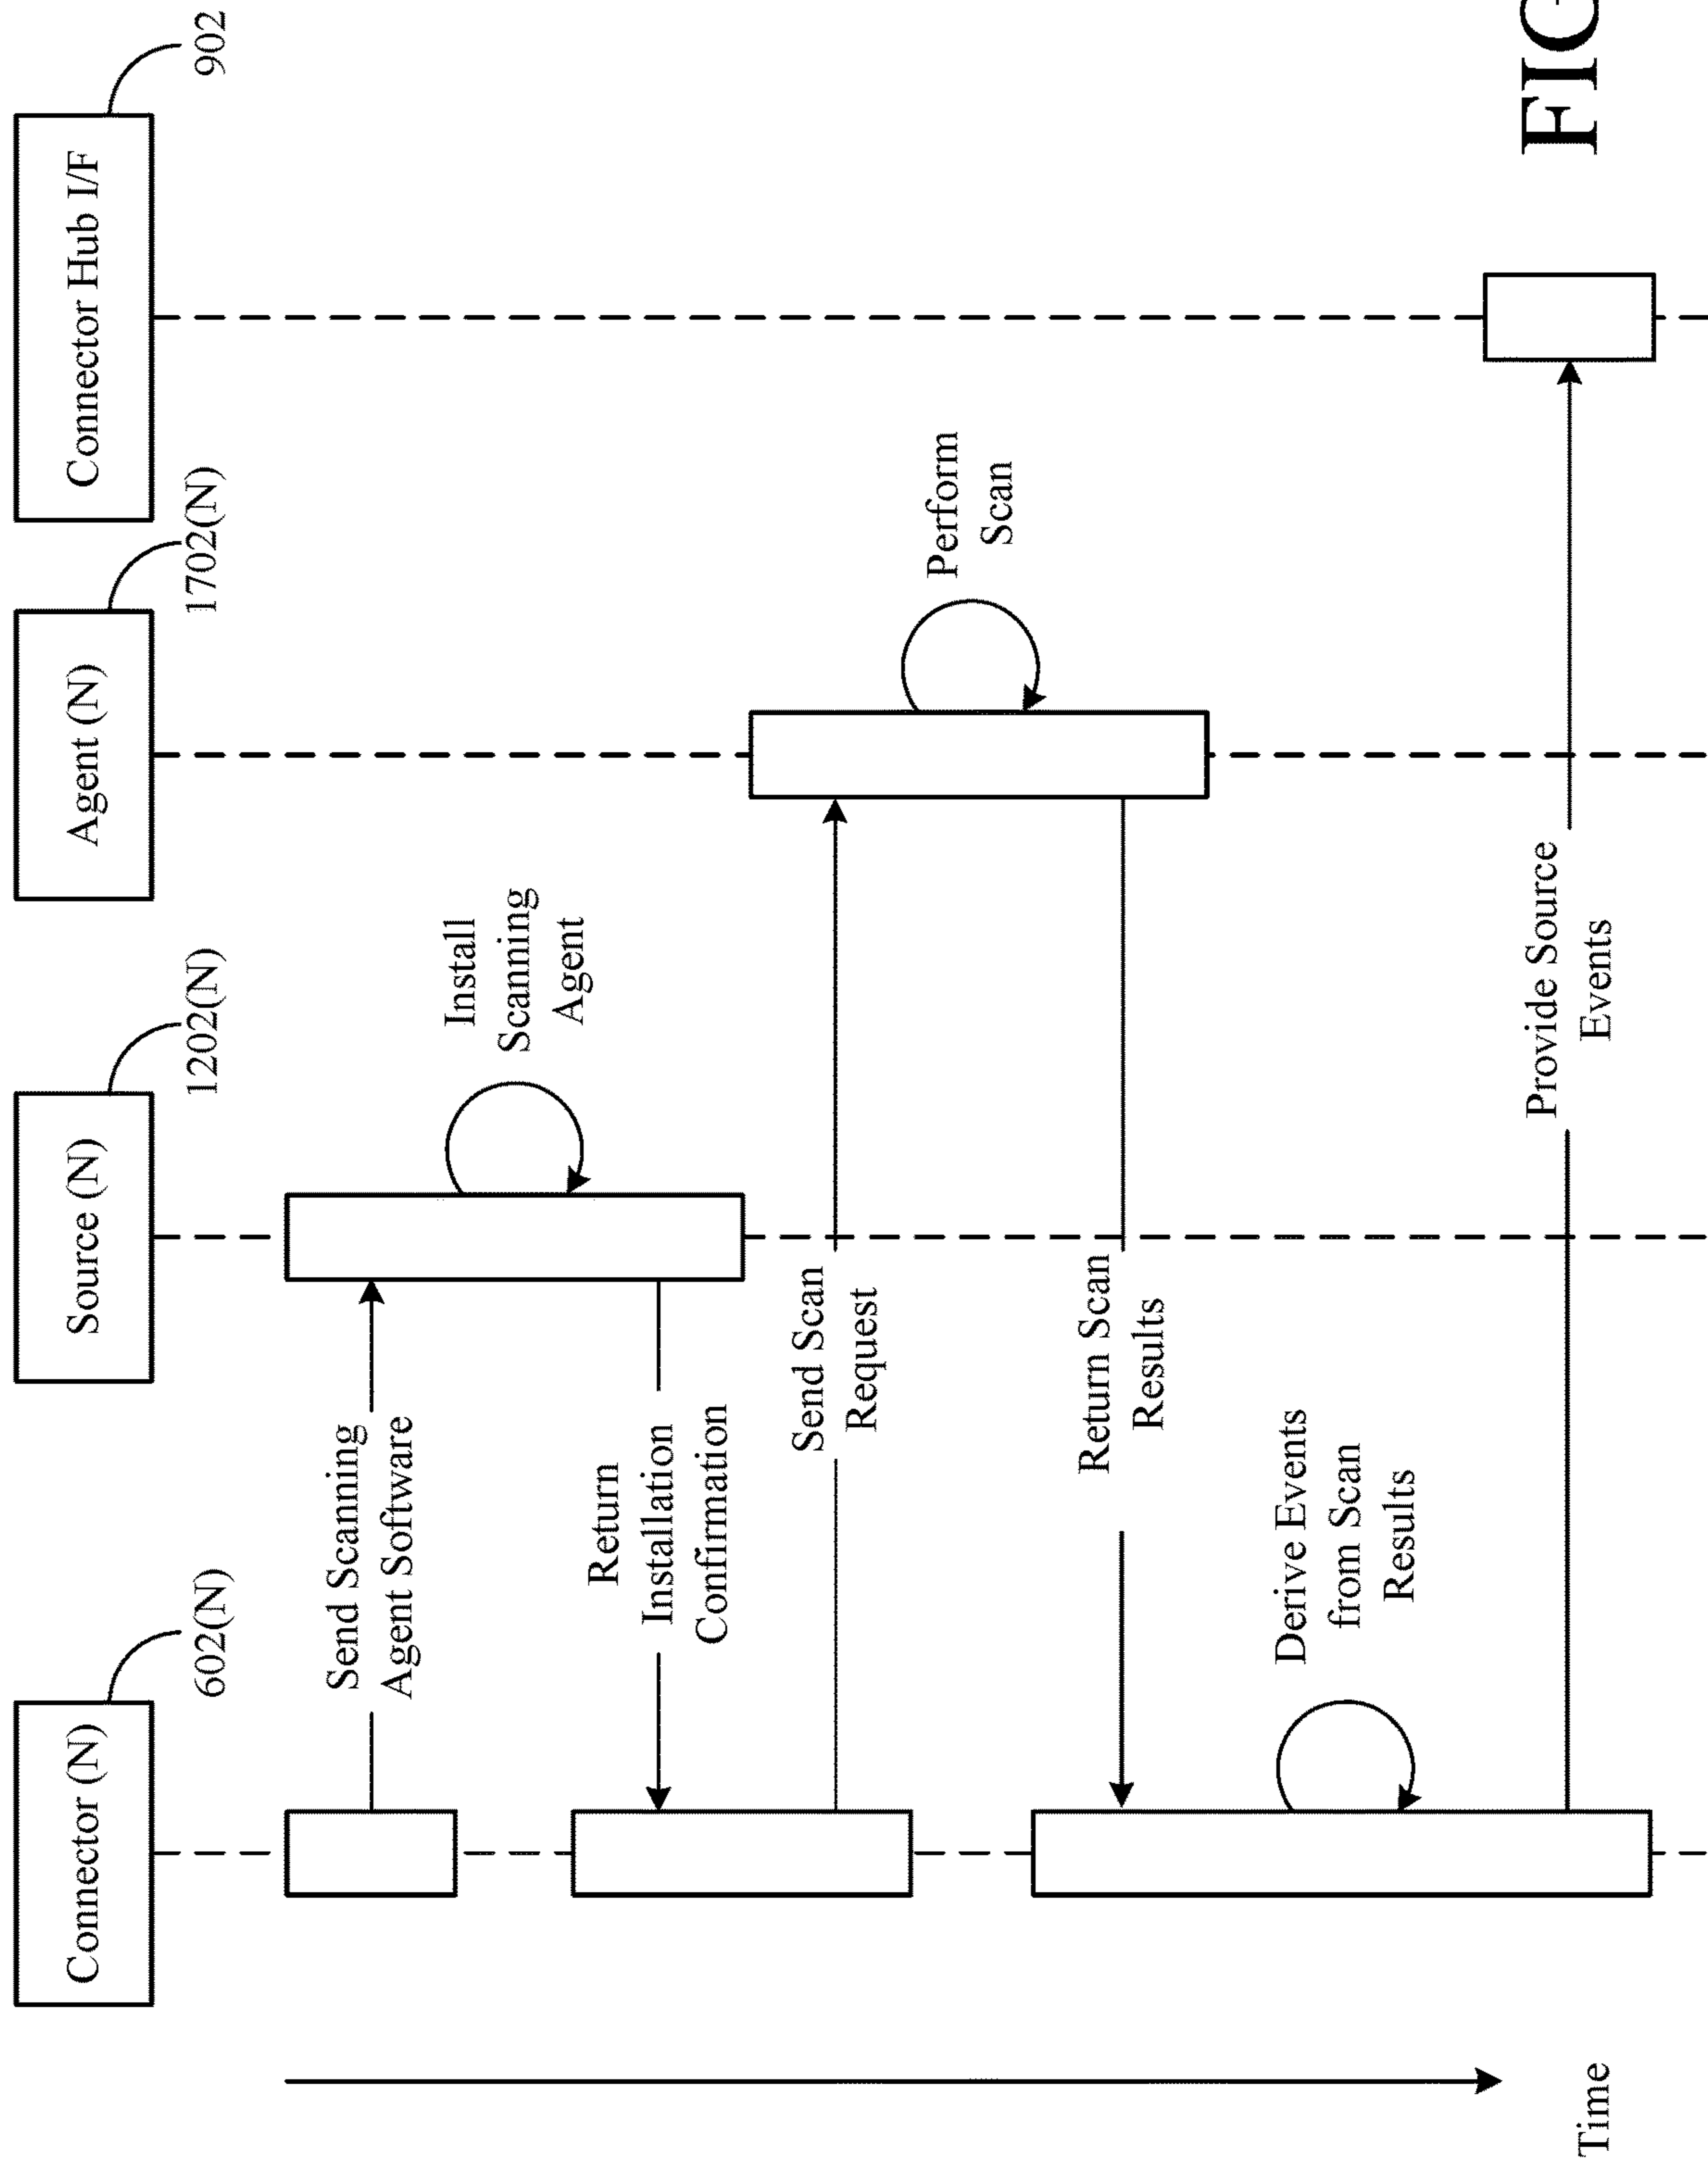 Connector (N)
602(N)
Source (N)
1202(N)
Agent (N)
1702(N)
Connector Hub I/F
902
Send Scanning
Agent Software
Install
Scanning
Agent
Return
Installation
Confirmation
Send Scan
Request
Perform
Scan
Return Scan
Results
Derive Events
from Scan
Results
Provide Source
Events
Time
FIG